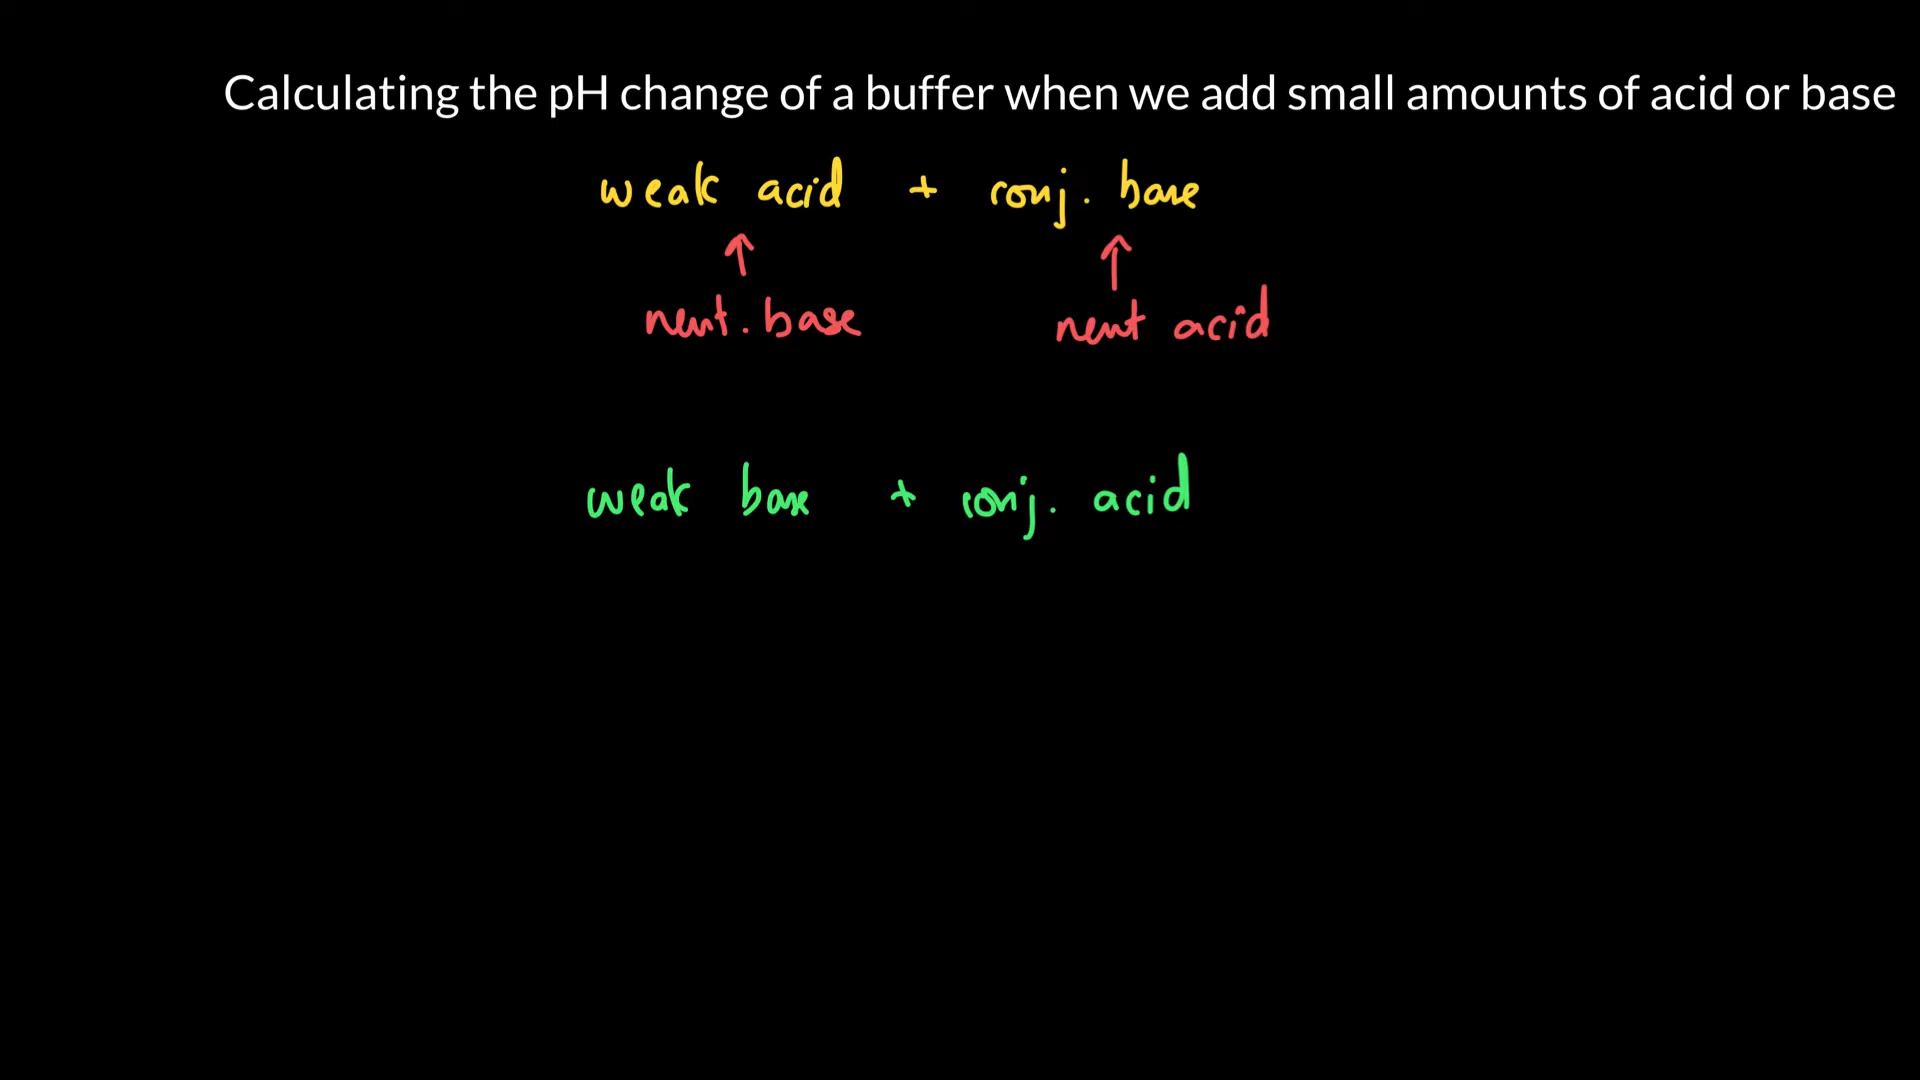 Calculating the pH change of a buffer when we add small amounts of acid or base
weak acid + conj. base
neut. base neut acid
weak base + conj. acid